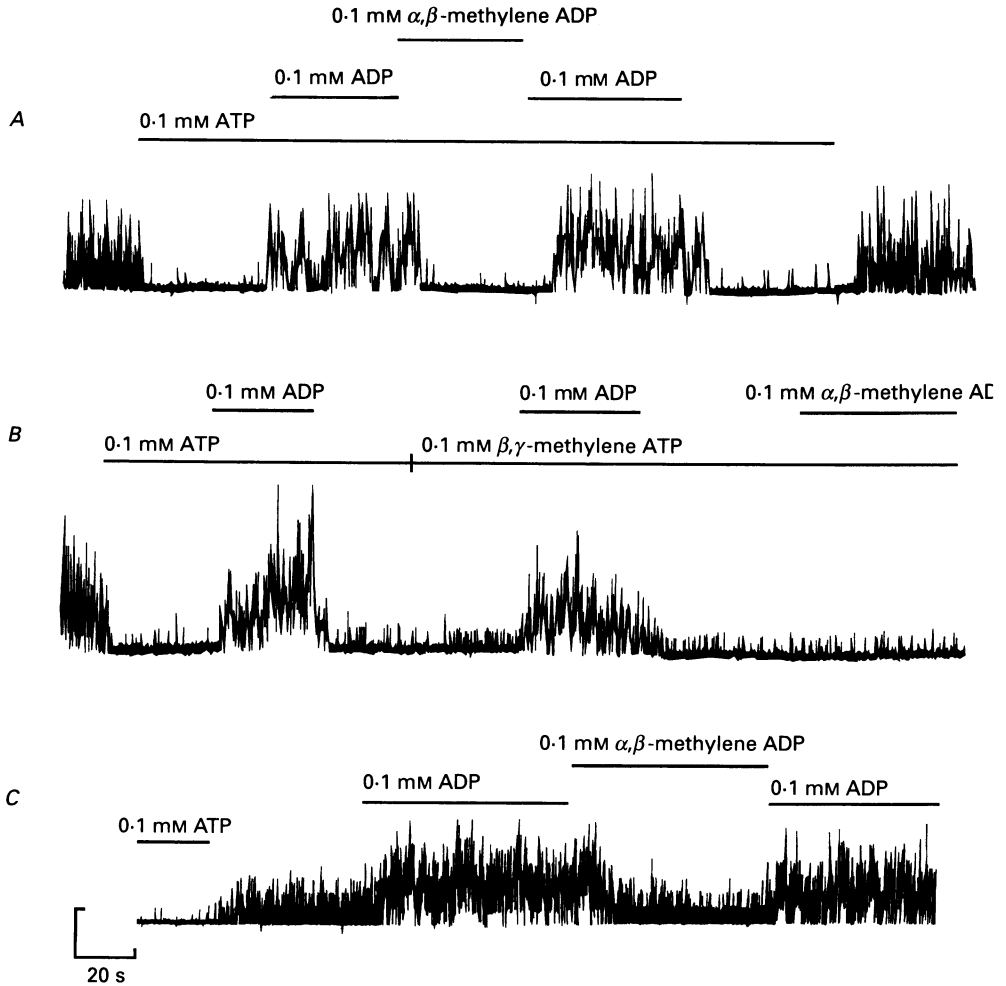 0·1 mM α,β-methylene ADP
0·1 mM ADP 0·1 mM ADP
A
0·1 mM ATP
0·1 mM ADP 0·1 mM ADP 0·1 mM α,β-methylene AD
B
0·1 mM ATP 0·1 mM β,γ-methylene ATP
0·1 mM α,β-methylene ADP
0·1 mM ADP 0·1 mM ADP
C
0·1 mM ATP
20 s